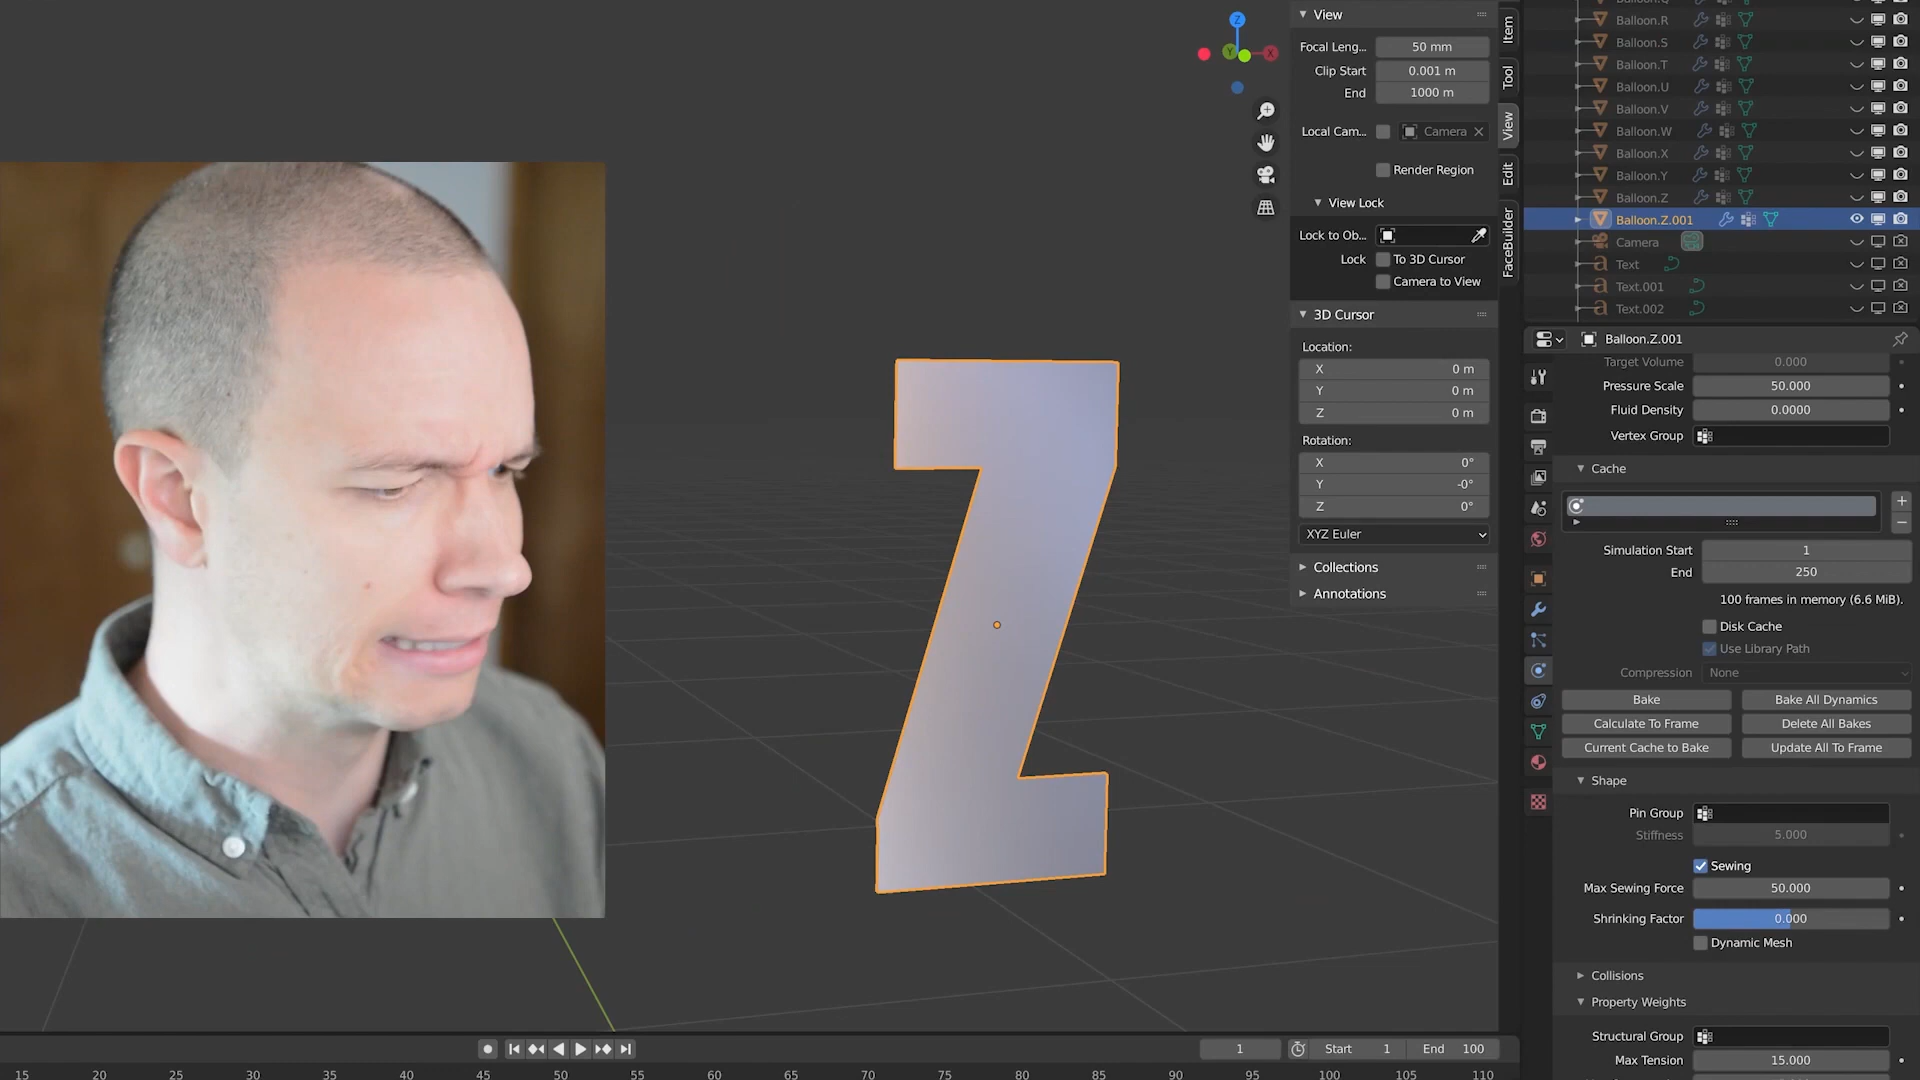 Z
Y
X
View
Focal Leng... 50 mm
Clip Start 0.001 m
End 1000 m
Local Cam... Camera
Render Region
View Lock
Lock to Ob...
Lock To 3D Cursor
Camera to View
3D Cursor
Location:
X 0 m
Y 0 m
Z 0 m
Rotation:
X 0°
Y -0°
Z 0°
XYZ Euler
Collections
Annotations
Item
Tool
View
Edit
FaceBuilder
Balloon.R
Balloon.S
Balloon.T
Balloon.U
Balloon.V
Balloon.W
Balloon.X
Balloon.Y
Balloon.Z
Balloon.Z.001
Camera
Text
Text.001
Text.002
Balloon.Z.001
Target Volume 0.000
Pressure Scale 50.000
Fluid Density 0.0000
Vertex Group
Cache
Simulation Start 1
End 250
100 frames in memory (6.6 MiB).
Disk Cache
Use Library Path
Compression None
Bake Bake All Dynamics
Calculate To Frame Delete All Bakes
Current Cache to Bake Update All To Frame
Shape
Pin Group
Stiffness 5.000
Sewing
Max Sewing Force 50.000
Shrinking Factor 0.000
Dynamic Mesh
Collisions
Property Weights
Structural Group
Max Tension 15.000
1 Start 1 End 100
15 20 25 30 35 40 45 50 55 60 65 70 75 80 85 90 95 100 105 110